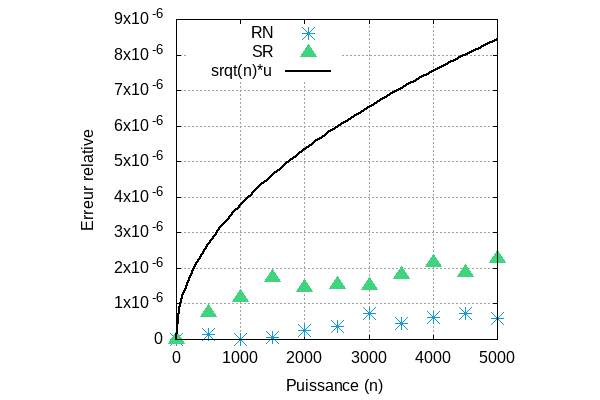 9x10⁻⁶
8x10⁻⁶
7x10⁻⁶
6x10⁻⁶
5x10⁻⁶
4x10⁻⁶
3x10⁻⁶
2x10⁻⁶
1x10⁻⁶
0
Erreur relative
RN
SR
srqt(n)*u
0 1000 2000 3000 4000 5000
Puissance (n)